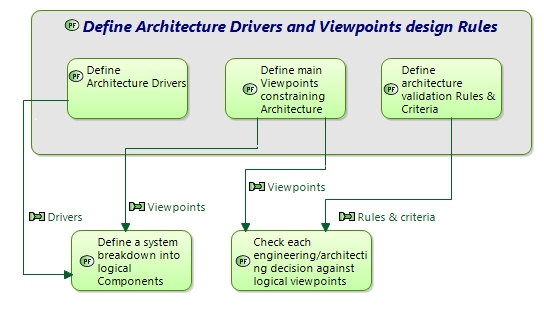 PF Define Architecture Drivers and Viewpoints design Rules
PF Define
Architecture Drivers
PF Define main
Viewpoints
constraining
Architecture
PF Define
architecture
validation Rules &
Criteria
Viewpoints
Viewpoints
Drivers
Rules & criteria
PF Define a system
breakdown into
logical
Components
PF Check each
engineering/architecti
ng decision against
logical viewpoints